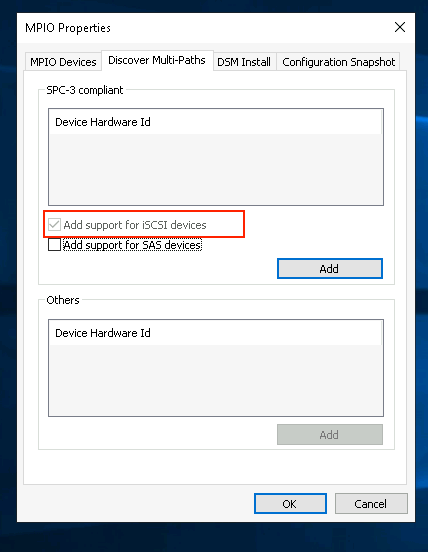 MPIO Properties
MPIO Devices Discover Multi-Paths DSM Install Configuration Snapshot
SPC-3 compliant
Device Hardware Id
Add support for iSCSI devices
Add support for SAS devices
Add
Others
Device Hardware Id
Add
OK Cancel